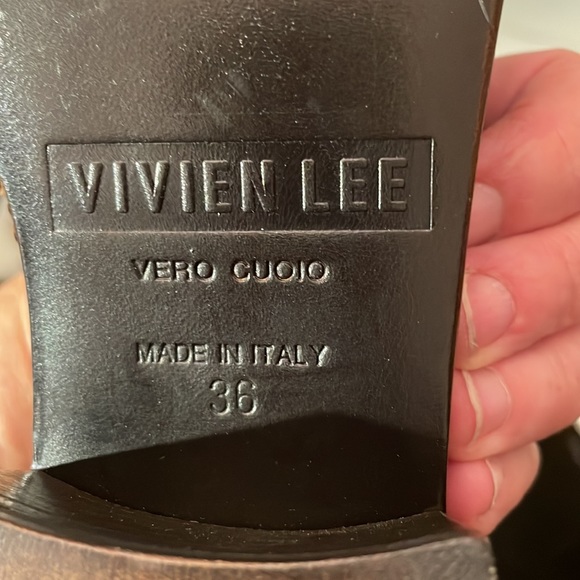 VIVIEN LEE
VERO CUOIO
MADE IN ITALY
36